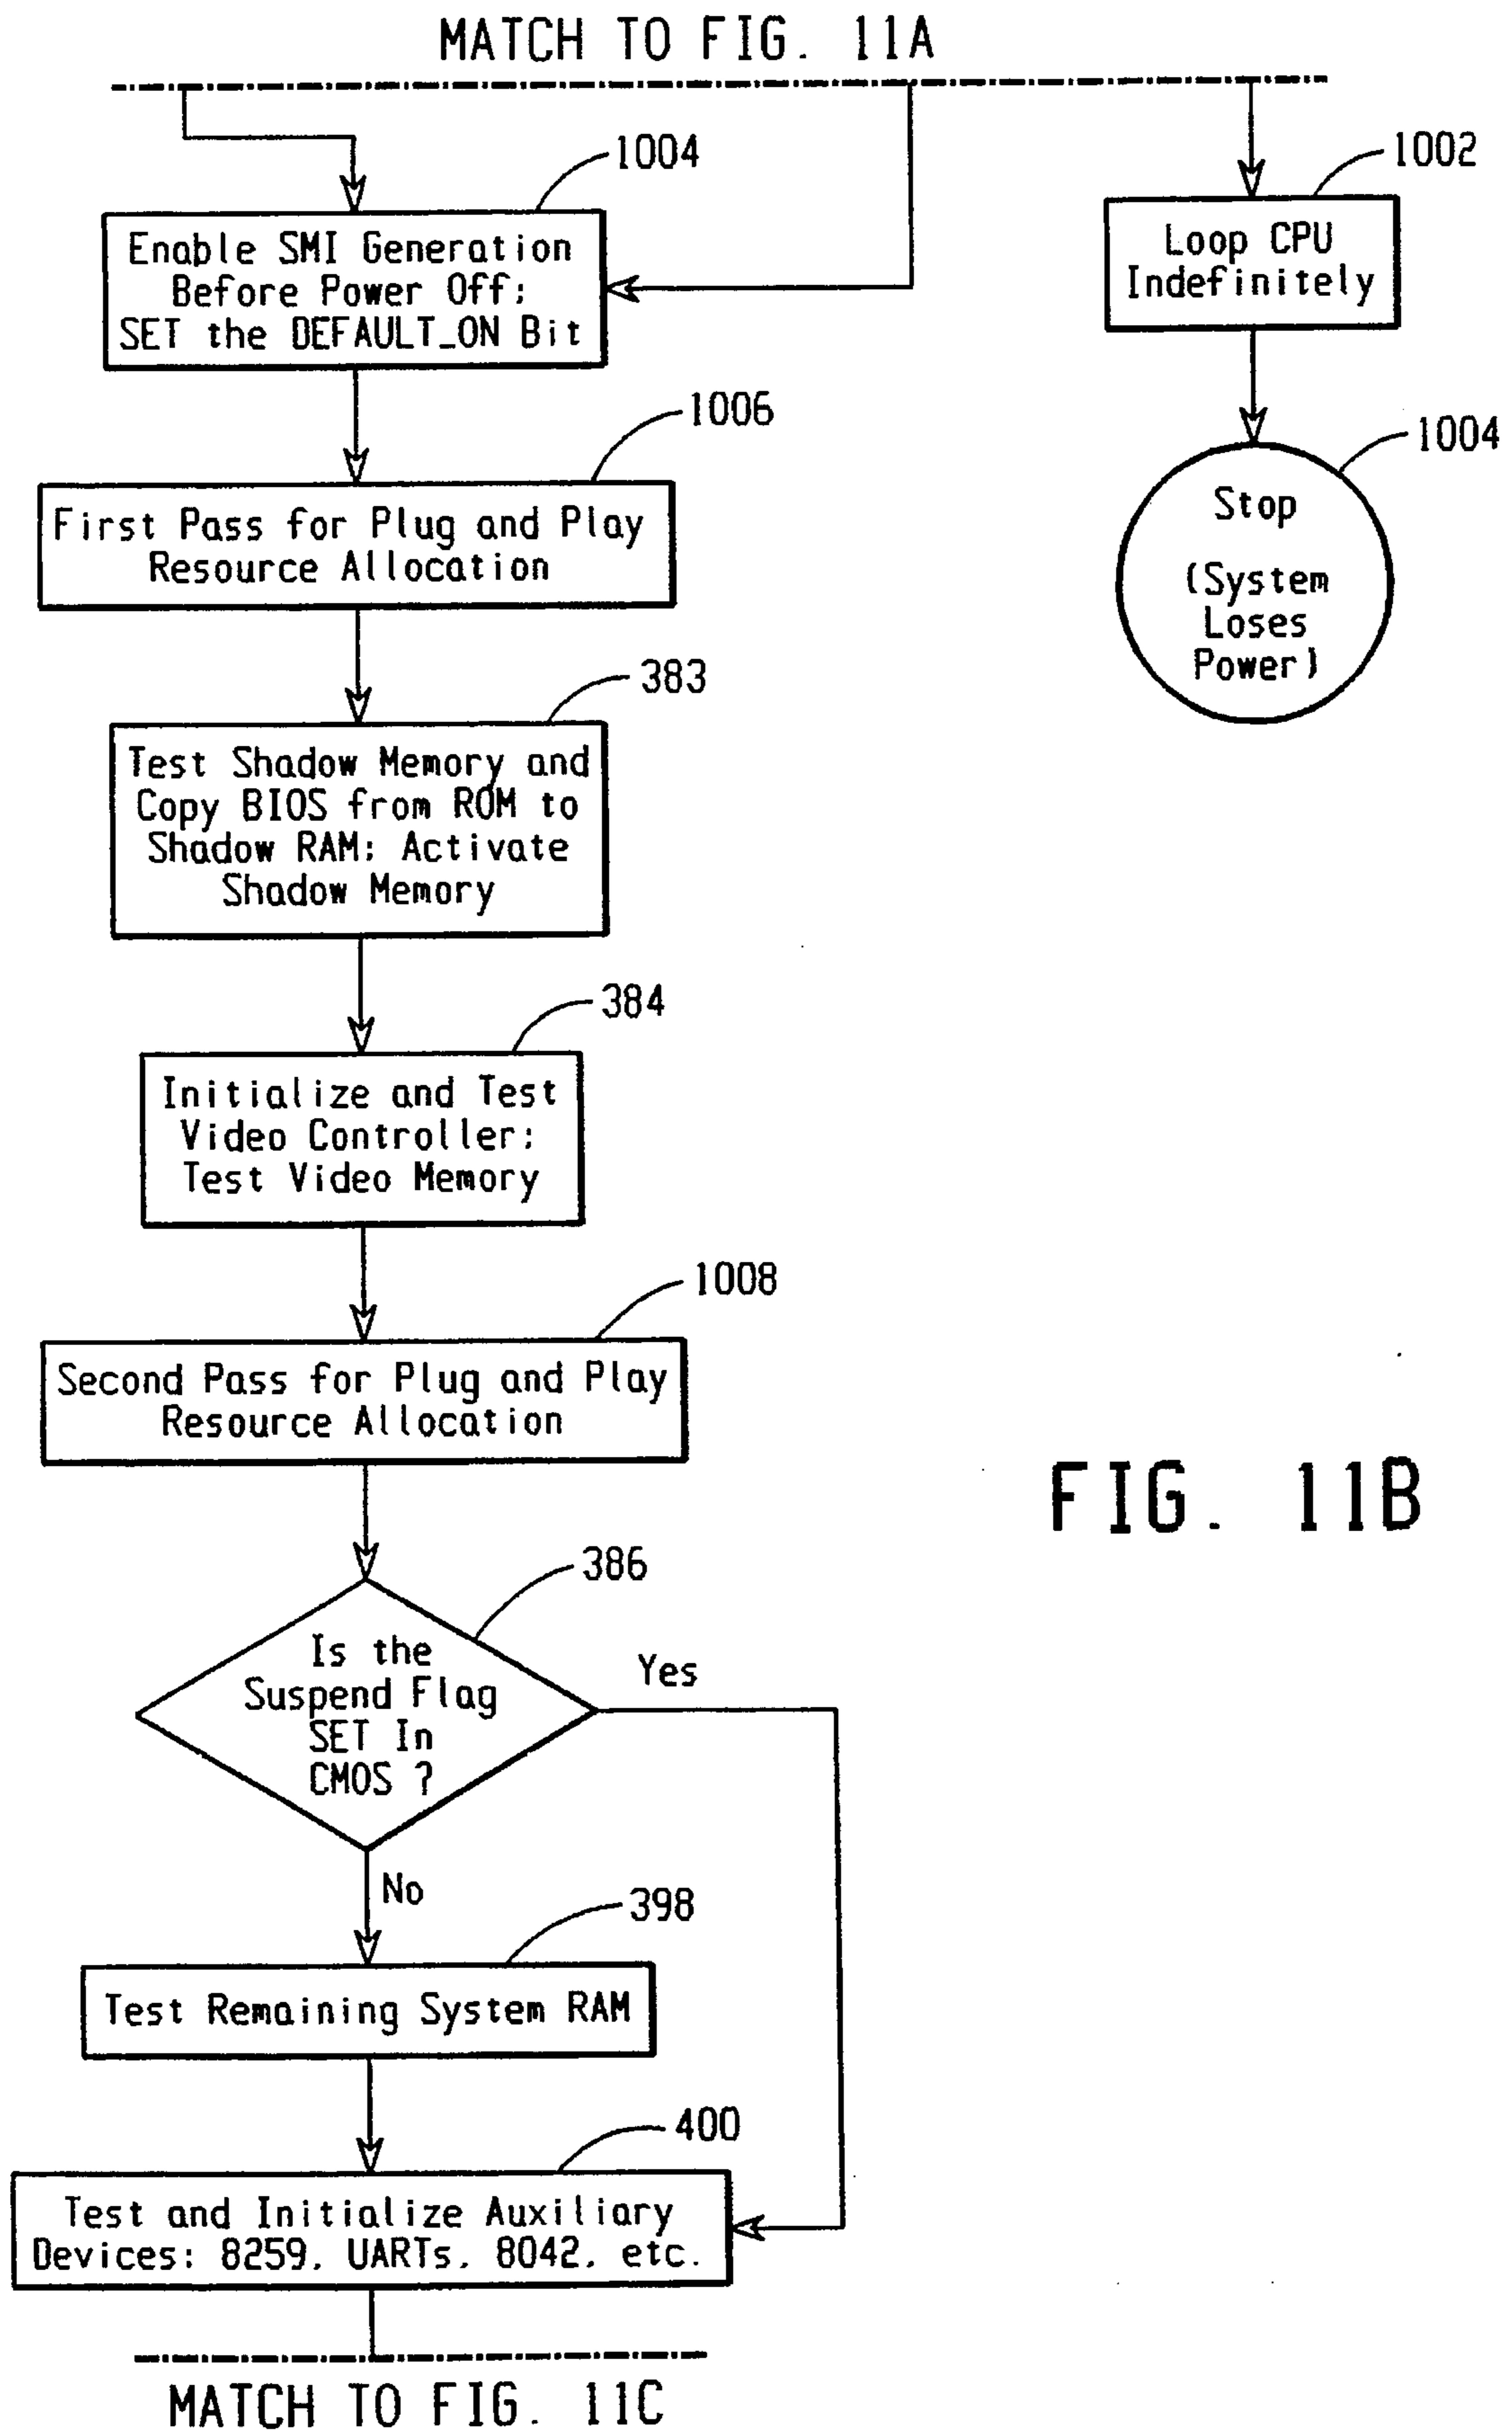 MATCH TO FIG. 11A
1004
Enable SMI Generation
Before Power Off;
SET the DEFAULT_ON Bit
1002
Loop CPU
Indefinitely
1006
First Pass for Plug and Play
Resource Allocation
1004
Stop
(System
Loses
Power)
383
Test Shadow Memory and
Copy BIOS from ROM to
Shadow RAM; Activate
Shadow Memory
384
Initialize and Test
Video Controller;
Test Video Memory
1008
Second Pass for Plug and Play
Resource Allocation
FIG. 11B
386
Is the
Suspend Flag
SET In
CMOS ?
Yes
No
398
Test Remaining System RAM
400
Test and Initialize Auxiliary
Devices: 8259, UARTs, 8042, etc.
MATCH TO FIG. 11C